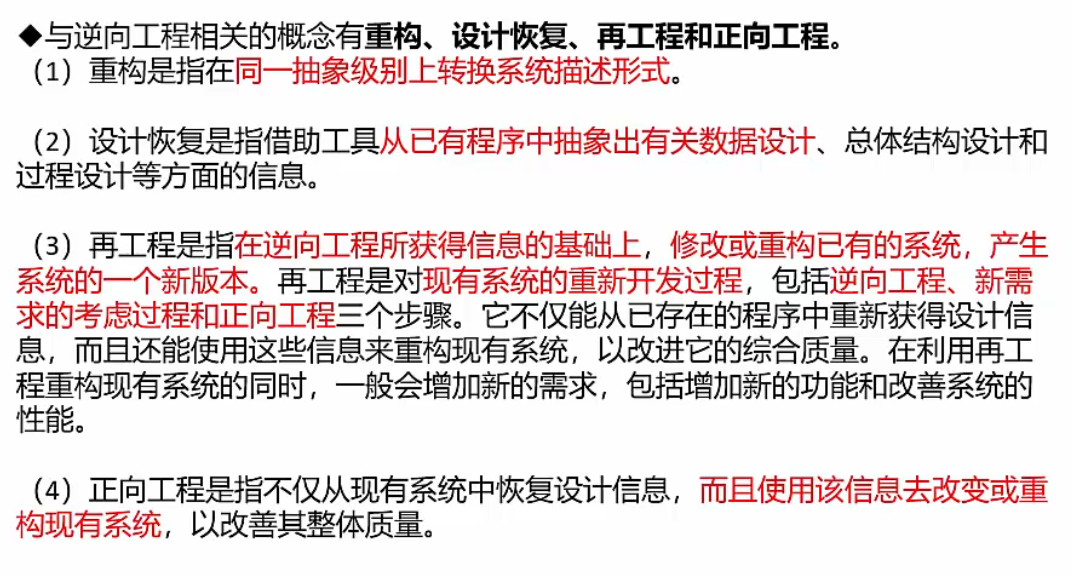 ◆与逆向工程相关的概念有重构、设计恢复、再工程和正向工程。
（1）重构是指在同一抽象级别上转换系统描述形式。
（2）设计恢复是指借助工具从已有程序中抽象出有关数据设计、总体结构设计和
过程设计等方面的信息。
（3）再工程是指在逆向工程所获得信息的基础上，修改或重构已有的系统，产生
系统的一个新版本。再工程是对现有系统的重新开发过程，包括逆向工程、新需
求的考虑过程和正向工程三个步骤。它不仅能从已存在的程序中重新获得设计信
息，而且还能使用这些信息来重构现有系统，以改进它的综合质量。在利用再工
程重构现有系统的同时，一般会增加新的需求，包括增加新的功能和改善系统的
性能。
（4）正向工程是指不仅从现有系统中恢复设计信息，而且使用该信息去改变或重
构现有系统，以改善其整体质量。